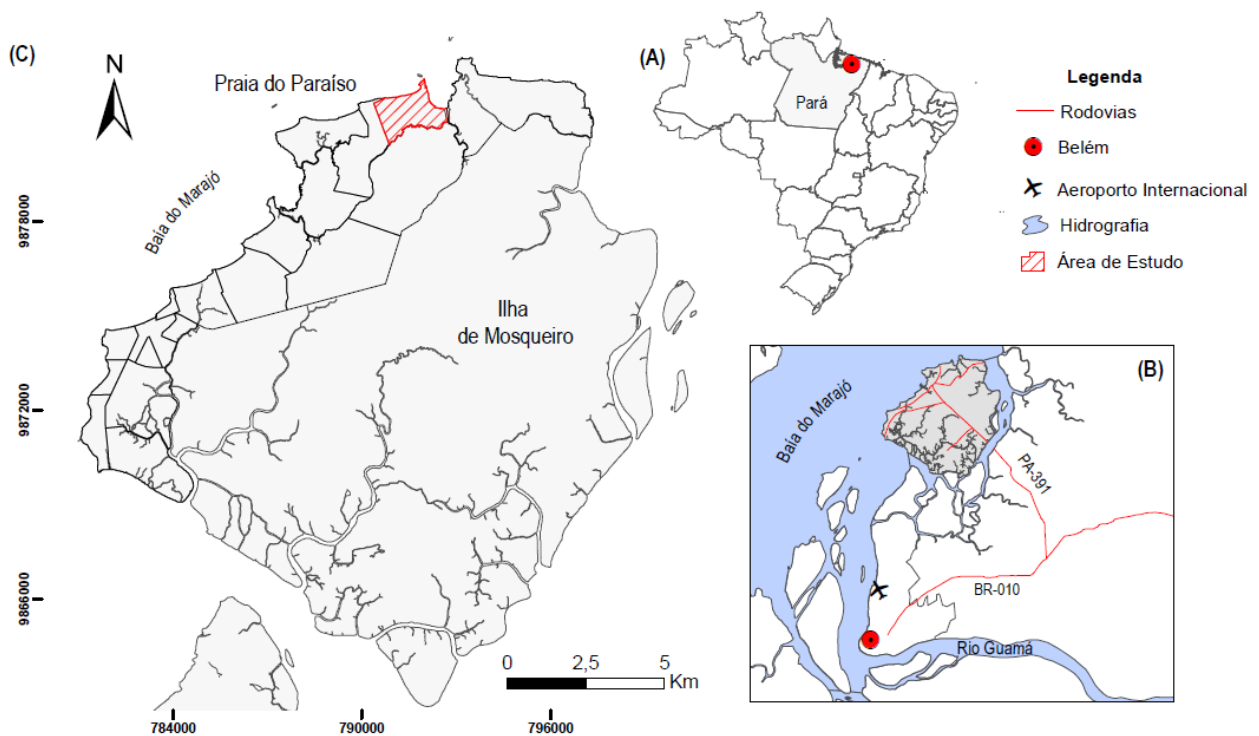 (C)
N
Praia do Paraíso
Baía do Marajó
Ilha
de Mosqueiro
9878000
9872000
9866000
784000
790000
796000
0
2,5
5
Km
(A)
Pará
Legenda
Rodovias
Belém
Aeroporto Internacional
Hidrografia
Área de Estudo
(B)
Baía do Marajó
PA-391
BR-010
Rio Guamá